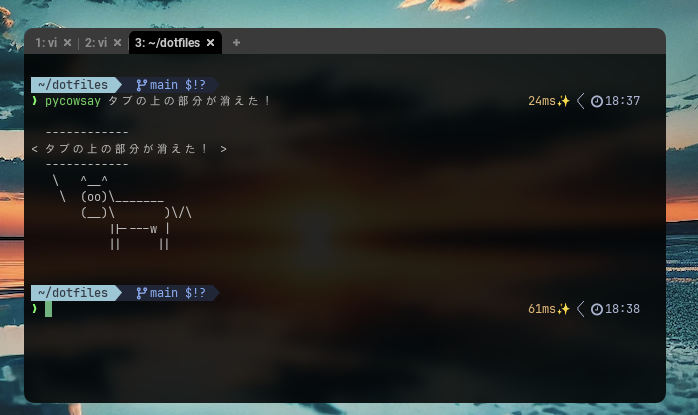 1: vi ✕ 2: vi ✕ 3: ~/dotfiles ✕ +
~/dotfiles main $!?
❯ pycowsay タブの上の部分が消えた！ 24ms✨ 18:37
------------
< タブの上の部分が消えた！ >
------------
\   ^__^
\  (oo)\_______
(__)\       )\/\
||----w |
||     ||
~/dotfiles main $!?
❯ 61ms✨ 18:38